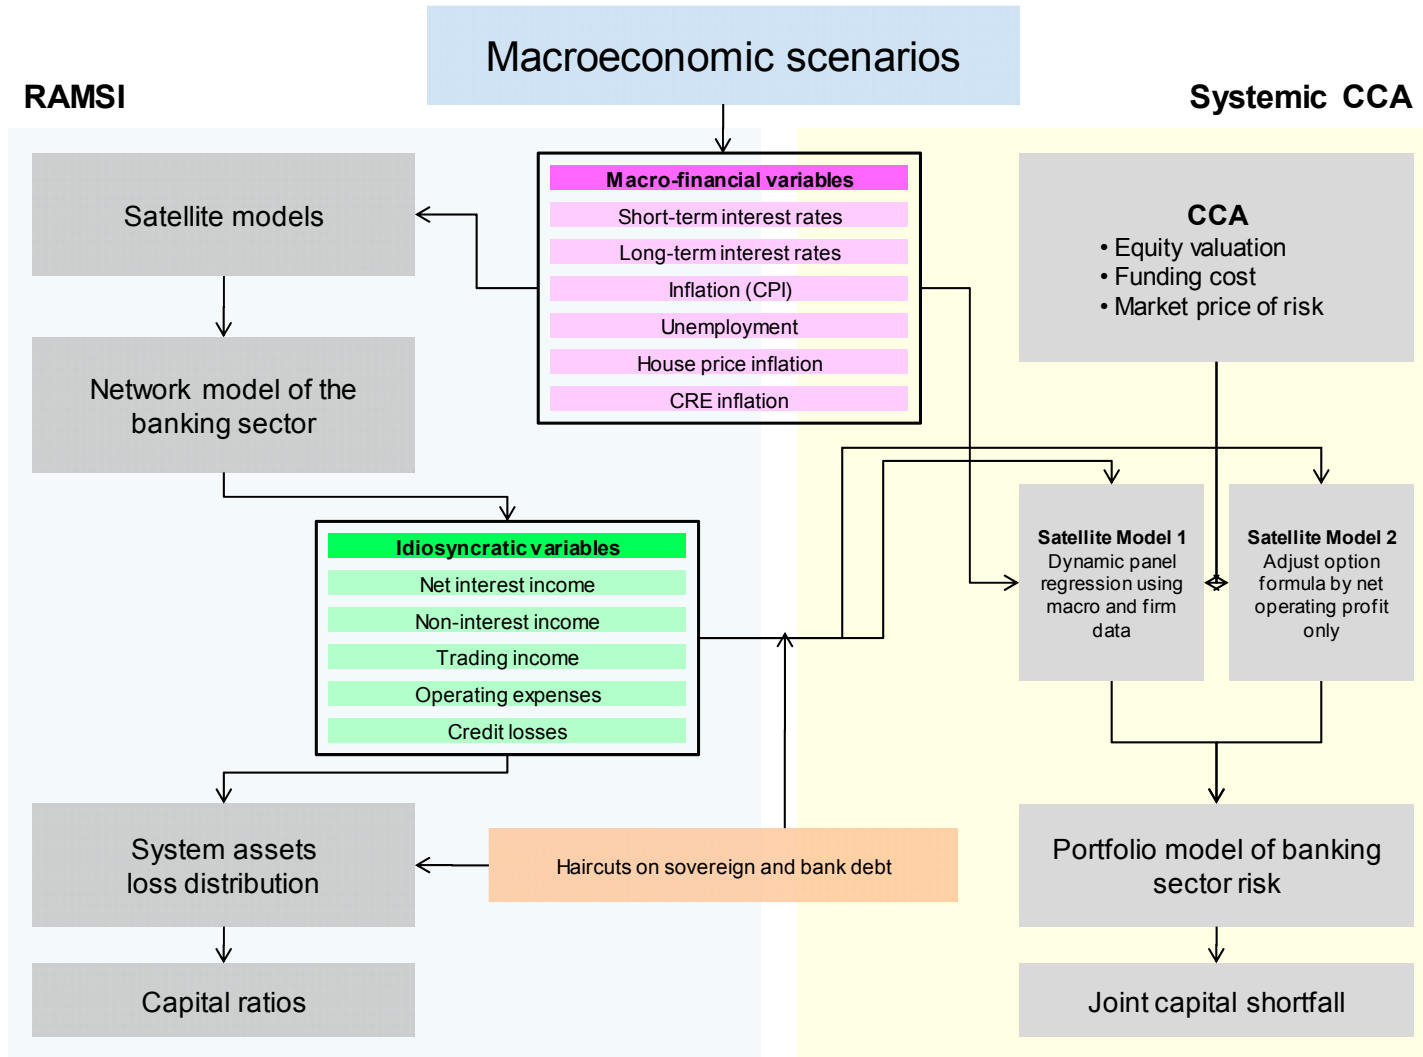 Macroeconomic scenarios
RAMSI
Systemic CCA
Satellite models
Network model of the
banking sector
Macro-financial variables
Short-term interest rates
Long-term interest rates
Inflation (CPI)
Unemployment
House price inflation
CRE inflation
CCA
• Equity valuation
• Funding cost
• Market price of risk
Idiosyncratic variables
Net interest income
Non-interest income
Trading income
Operating expenses
Credit losses
Satellite Model 1
Dynamic panel
regression using
macro and firm
data
Satellite Model 2
Adjust option
formula by net
operating profit
only
System assets
loss distribution
Haircuts on sovereign and bank debt
Portfolio model of banking
sector risk
Capital ratios
Joint capital shortfall